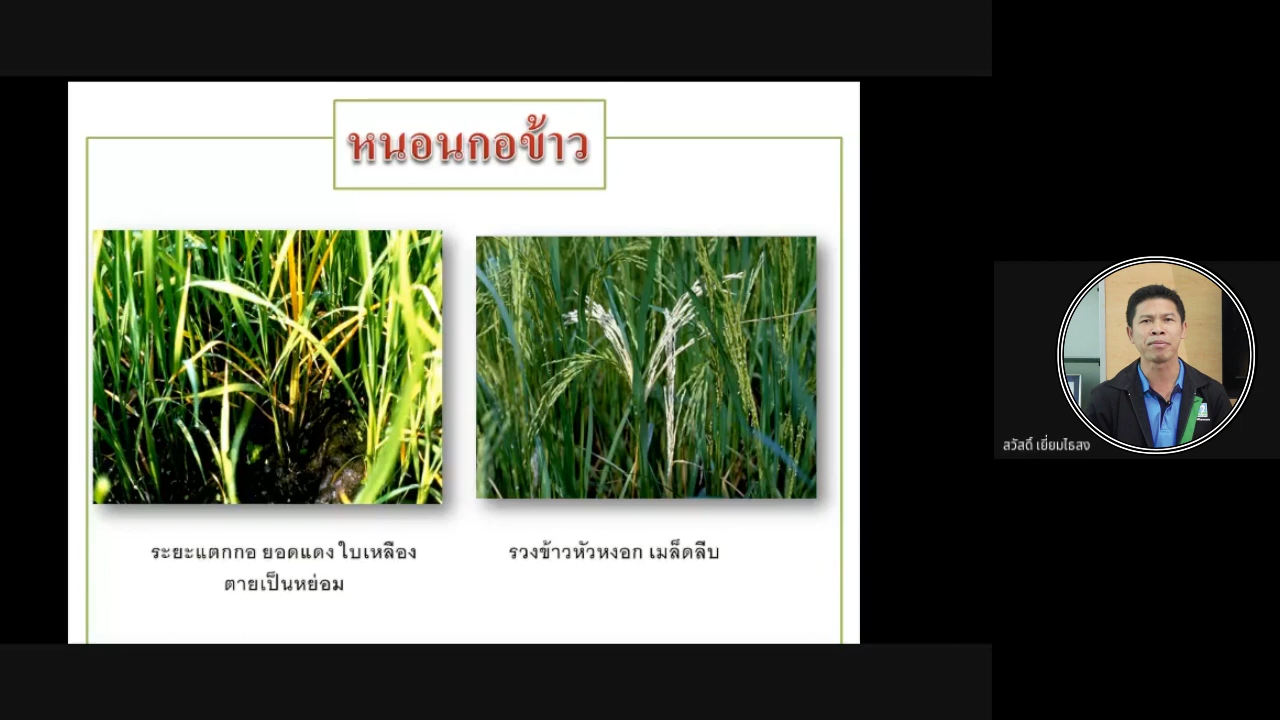 หนอนกอข้าว
ระยะแตกกอ ยอดแดง ใบเหลือง
ตายเป็นหย่อม
รวงข้าวหัวหงอก เมล็ดลีบ
สวัสดิ์ เยี่ยมไธสง